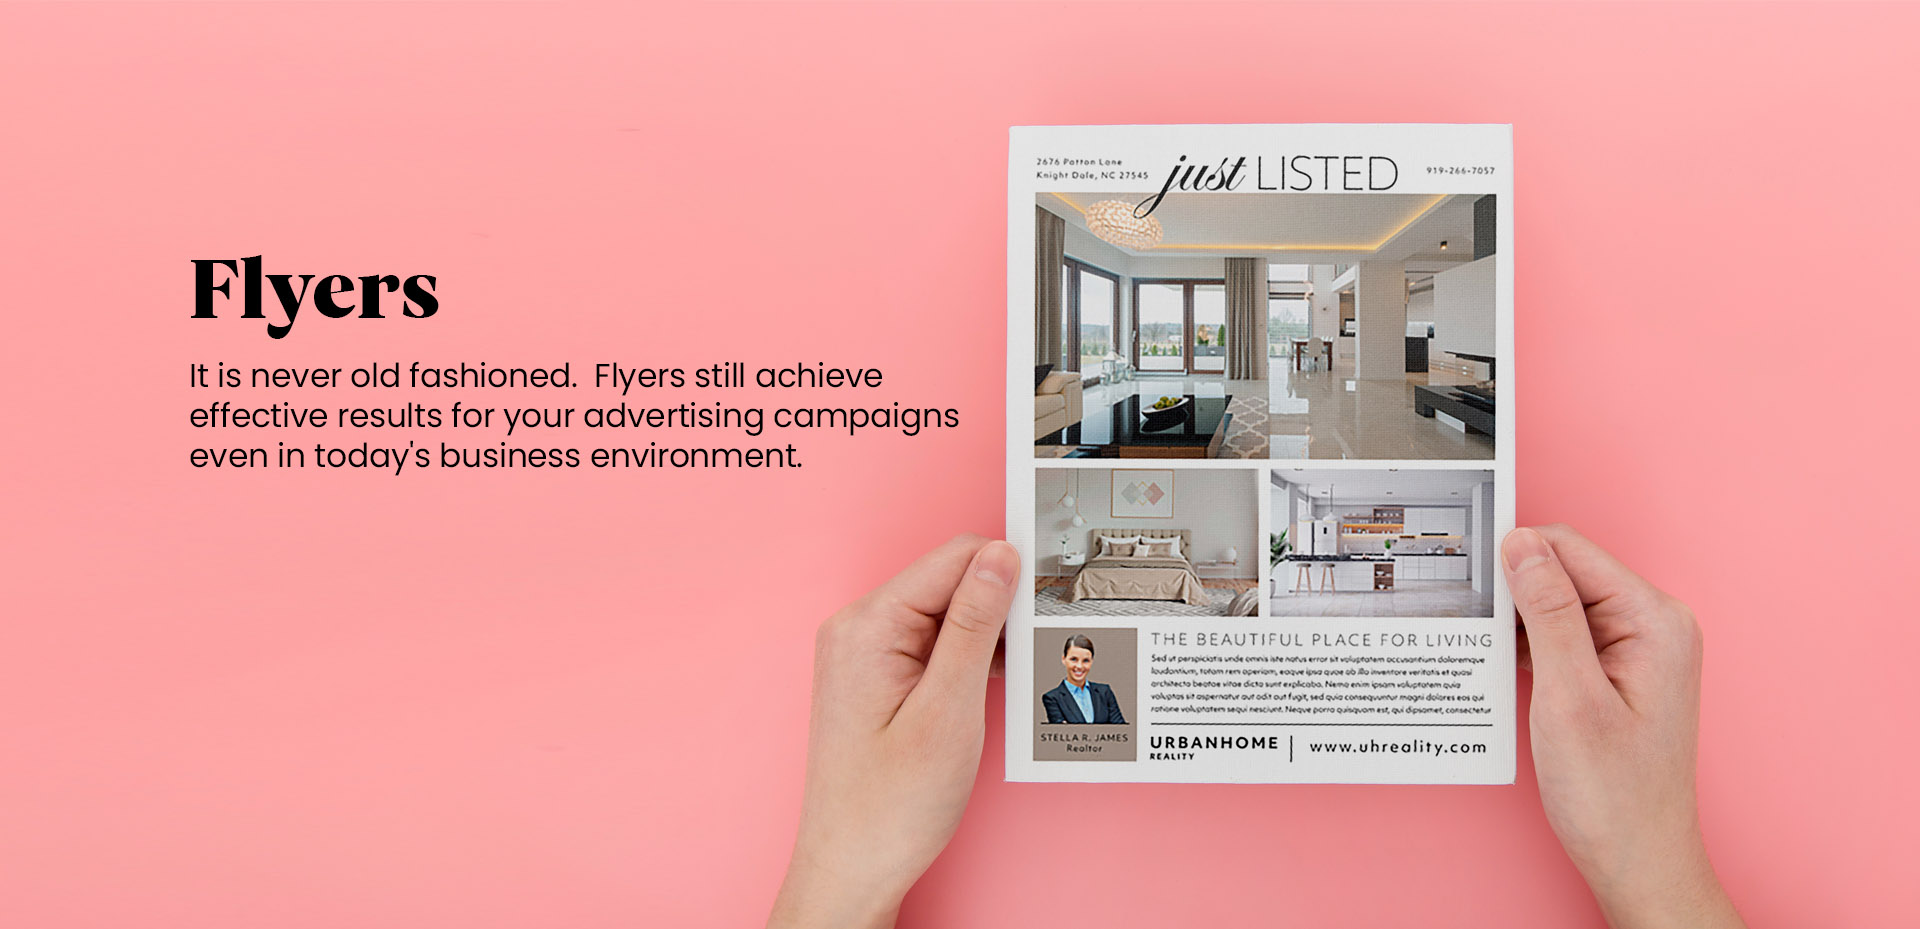 Flyers
It is never old fashioned.  Flyers still achieve
effective results for your advertising campaigns
even in today's business environment.
2676 Patton Lane
Knight Dale, NC 27545
just LISTED
919-266-7057
THE BEAUTIFUL PLACE FOR LIVING
Sed ut perspiciatis unde omnis iste natus error sit voluptatem accusantium doloremque
laudantium, totam rem aperiam, eaque ipsa quae ab illo inventore veritatis et quasi
architecto beatae vitae dicta sunt explicabo. Nemo enim ipsam voluptatem quia
voluptas sit aspernatur aut odit aut fugit, sed quia consequuntur magni dolores eos qui
ratione voluptatem sequi nesciunt. Neque porro quisquam est, qui dipsamet, consectetur
STELLA R. JAMES
Realtor
URBANHOME
REALITY
www.uhreality.com